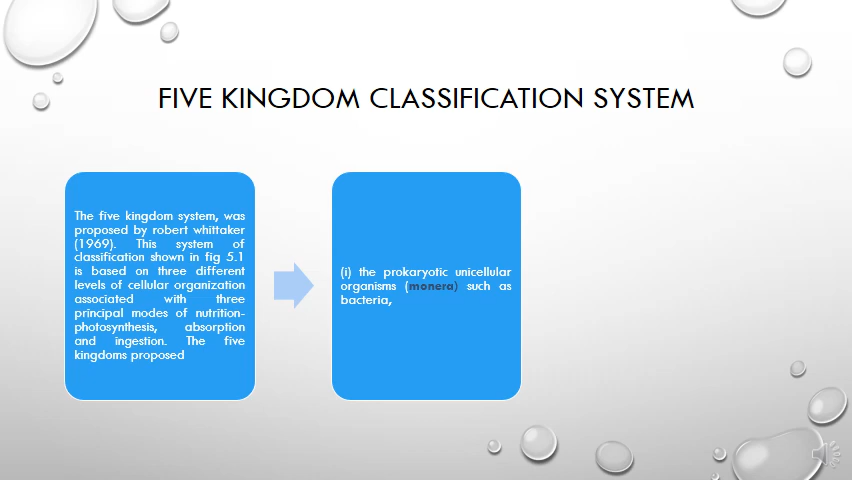 FIVE KINGDOM CLASSIFICATION SYSTEM
The five kingdom system, was
proposed by robert whittaker
(1969). This system of
classification shown in fig 5.1
is based on three different
levels of cellular organization
associated with three
principal modes of nutrition-
photosynthesis, absorption
and ingestion. The five
kingdoms proposed
(i) the prokaryotic unicellular
organisms (monera) such as
bacteria,